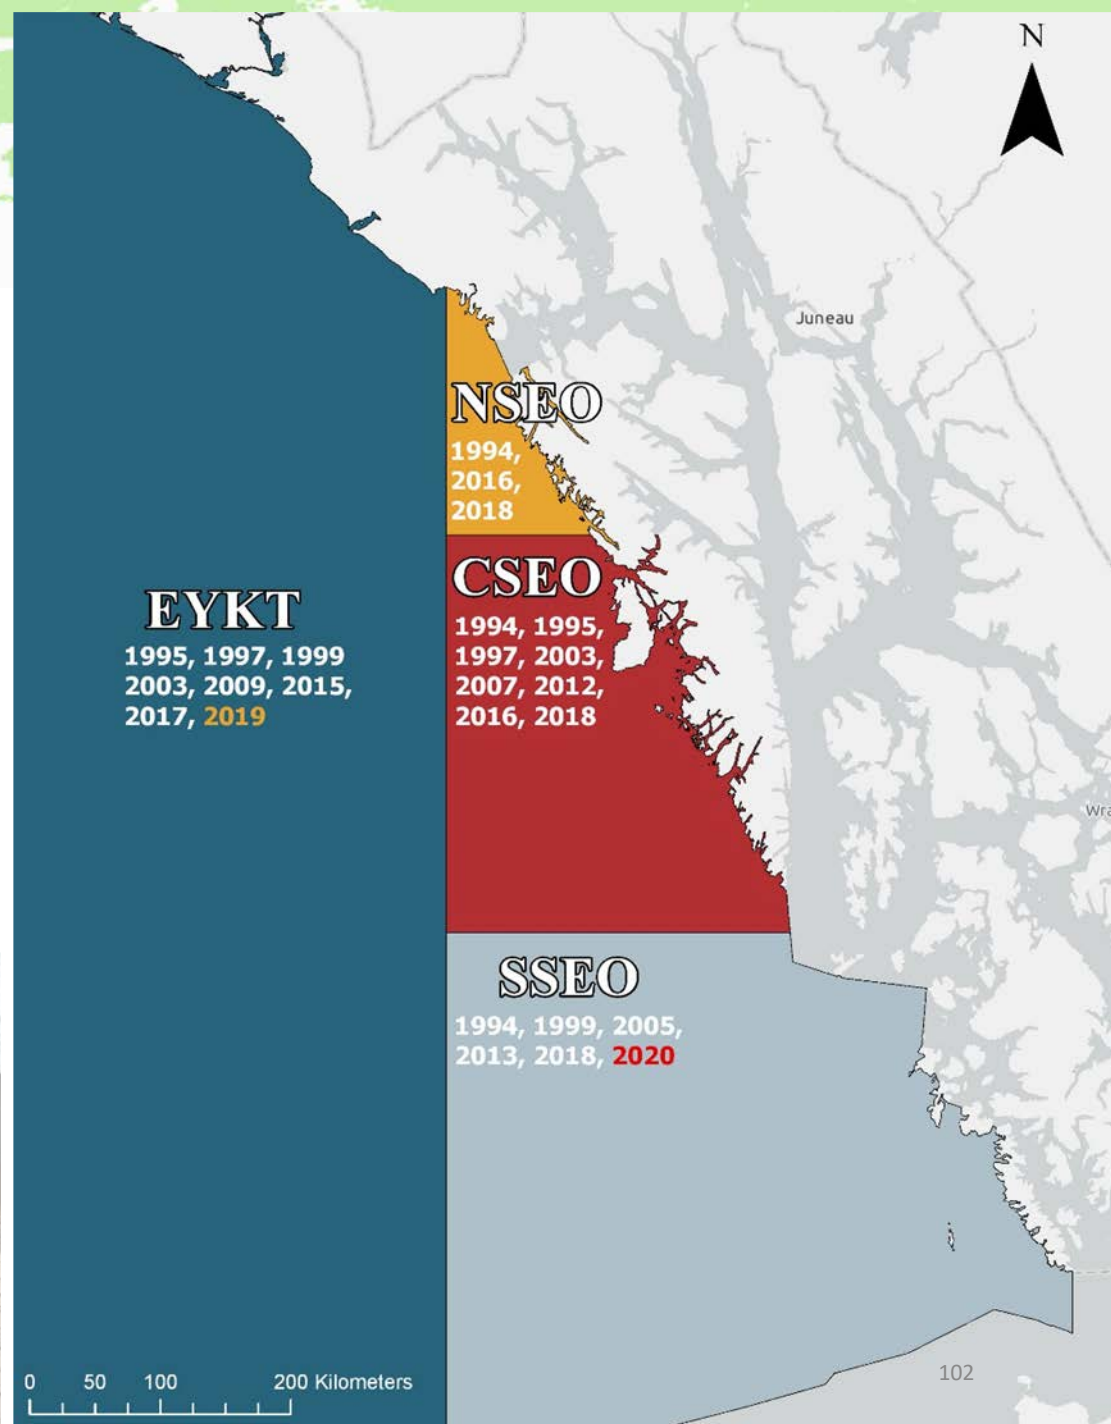 N
Juneau
NSEO
1994,
2016,
2018
CSEO
1994, 1995,
1997, 2003,
2007, 2012,
2016, 2018
EYKT
1995, 1997, 1999
2003, 2009, 2015,
2017, 2019
Wra
SSEO
1994, 1999, 2005,
2013, 2018, 2020
102
0 50 100 200 Kilometers